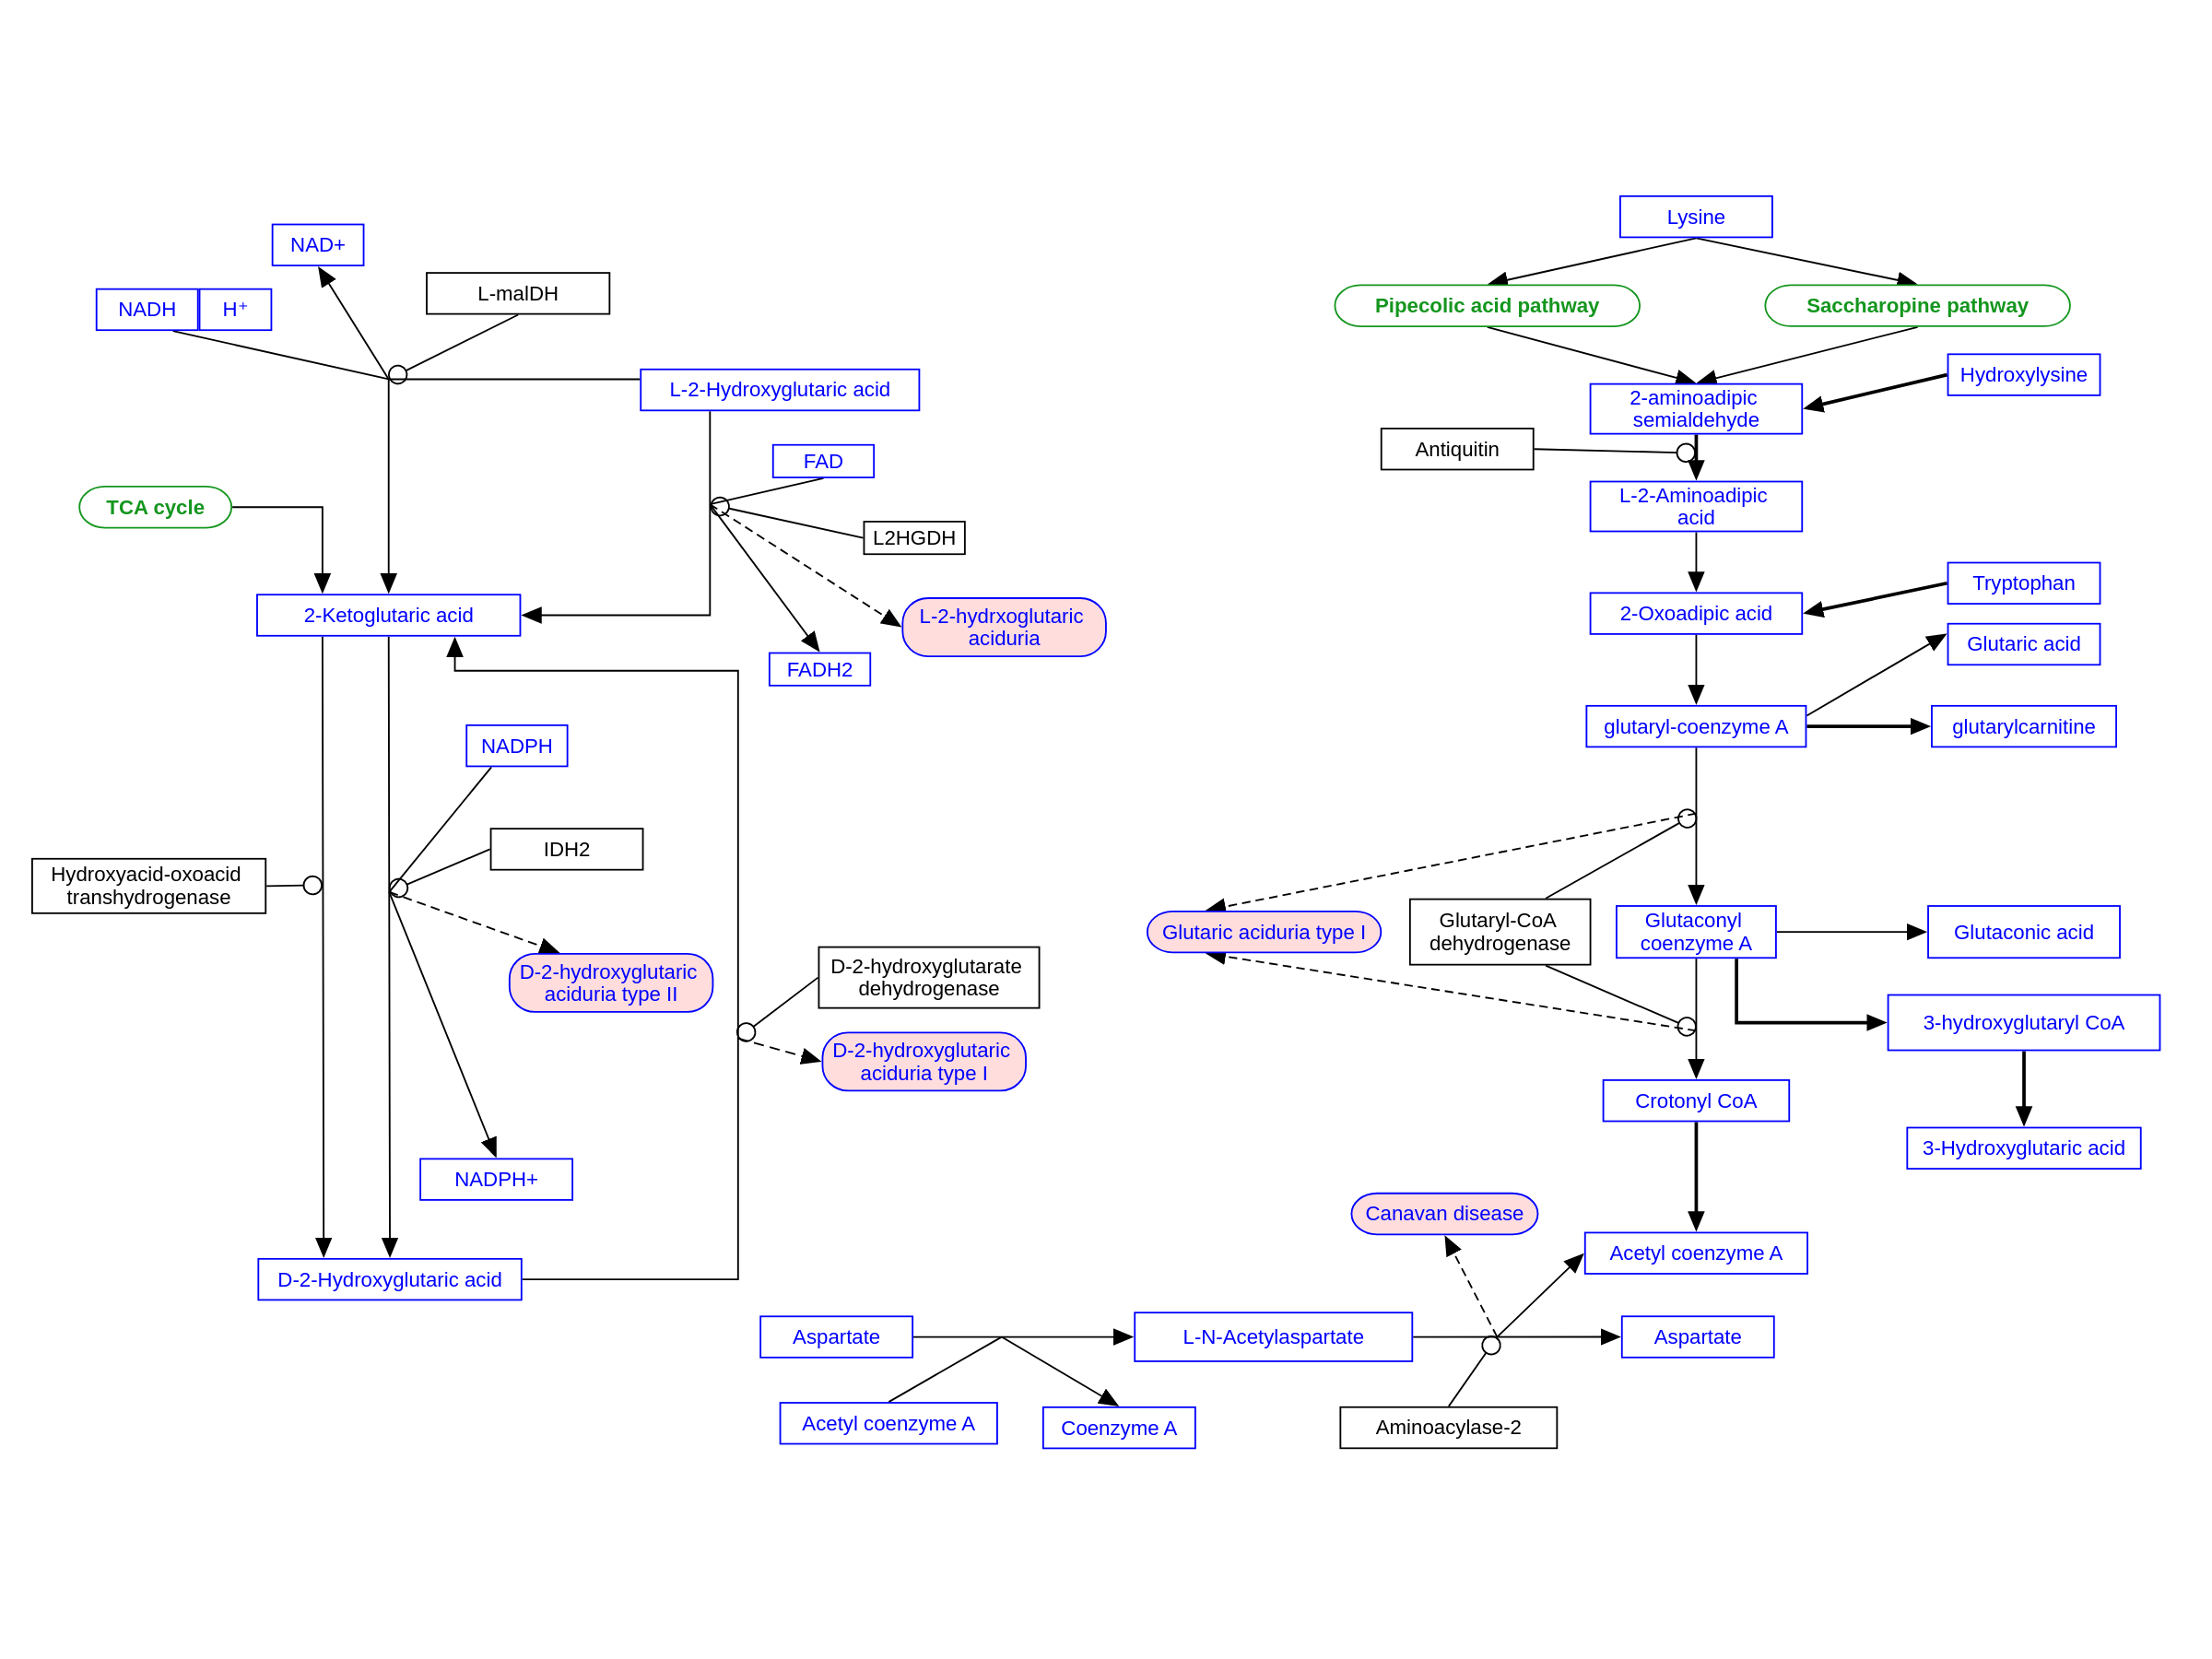 Lysine
NAD+
L-malDH
NADH
H⁺
Pipecolic acid pathway
Saccharopine pathway
L-2-Hydroxyglutaric acid
Hydroxylysine
2-aminoadipic
semialdehyde
Antiquitin
FAD
L-2-Aminoadipic
acid
TCA cycle
L2HGDH
2-Ketoglutaric acid
L-2-hydrxoglutaric
aciduria
2-Oxoadipic acid
Tryptophan
Glutaric acid
FADH2
glutaryl-coenzyme A
glutarylcarnitine
NADPH
IDH2
Hydroxyacid-oxoacid
transhydrogenase
Glutaric aciduria type I
Glutaryl-CoA
dehydrogenase
Glutaconyl
coenzyme A
Glutaconic acid
D-2-hydroxyglutaric
aciduria type II
D-2-hydroxyglutarate
dehydrogenase
3-hydroxyglutaryl CoA
D-2-hydroxyglutaric
aciduria type I
Crotonyl CoA
3-Hydroxyglutaric acid
NADPH+
Canavan disease
Acetyl coenzyme A
D-2-Hydroxyglutaric acid
Aspartate
L-N-Acetylaspartate
Aspartate
Acetyl coenzyme A
Coenzyme A
Aminoacylase-2